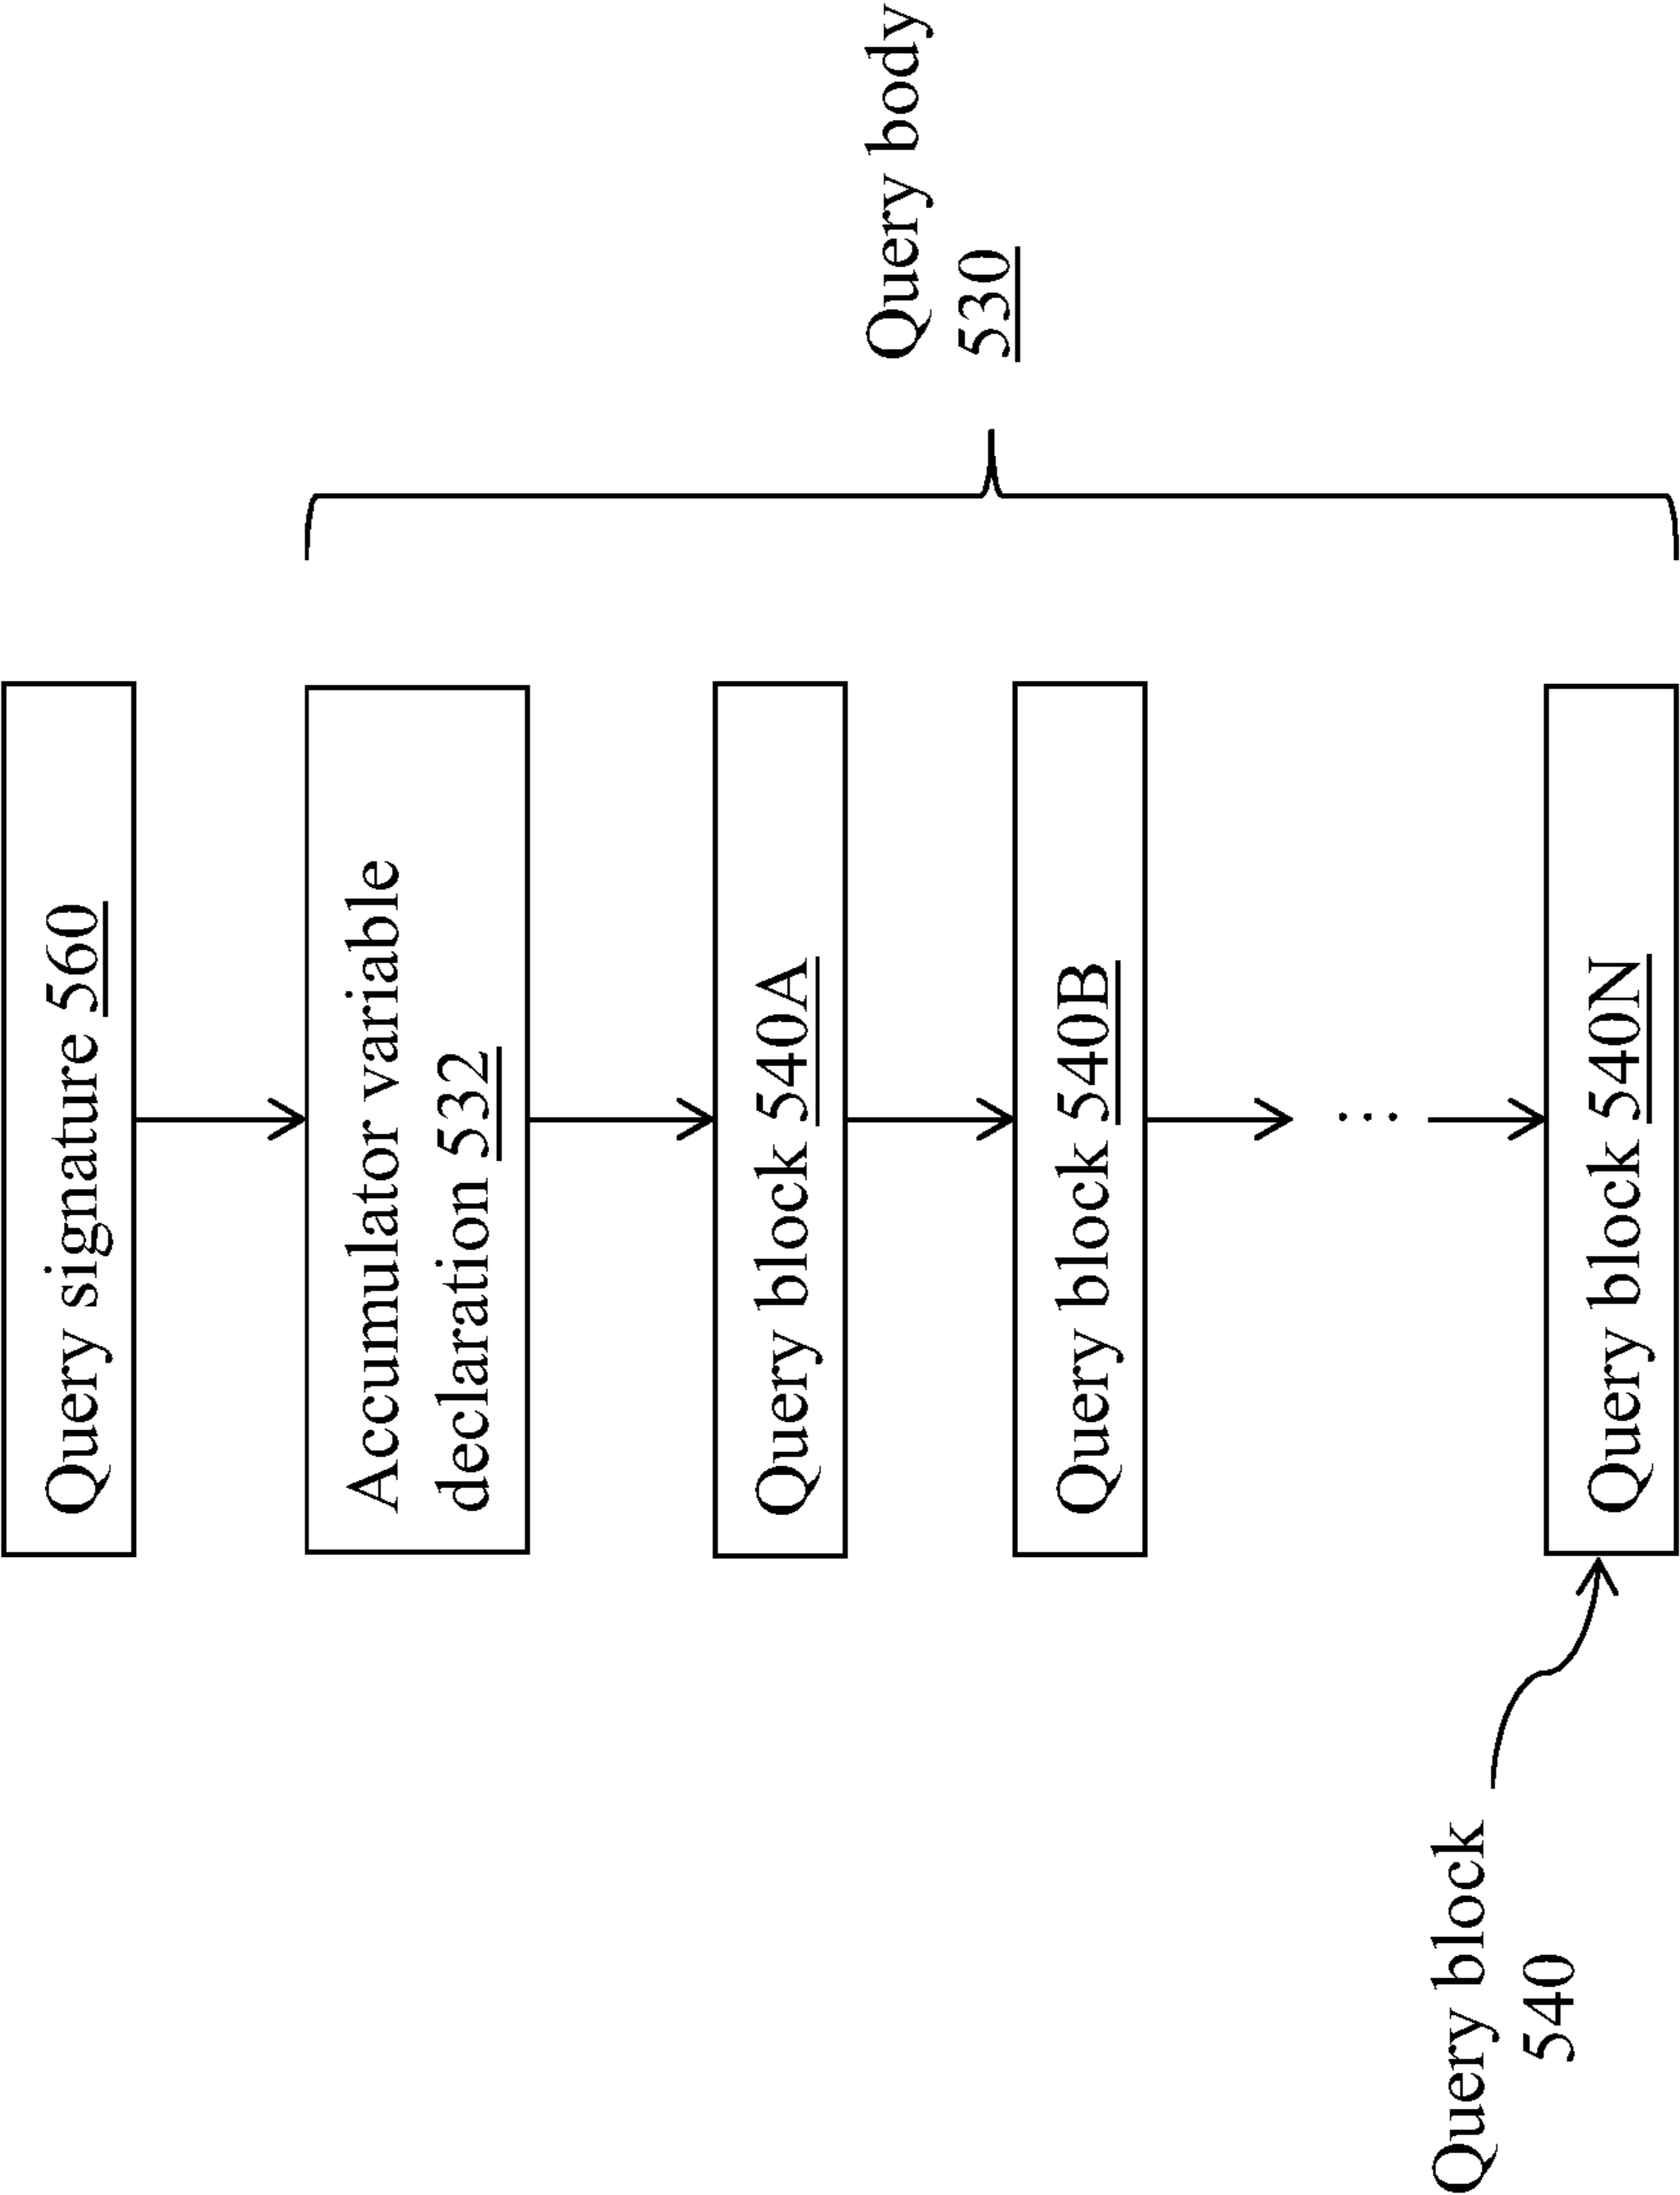 Query signature 560
Accumulator variable
declaration 532
Query block 540A
Query block 540B
⋮
Query block 540N
Query body
530
Query block
540